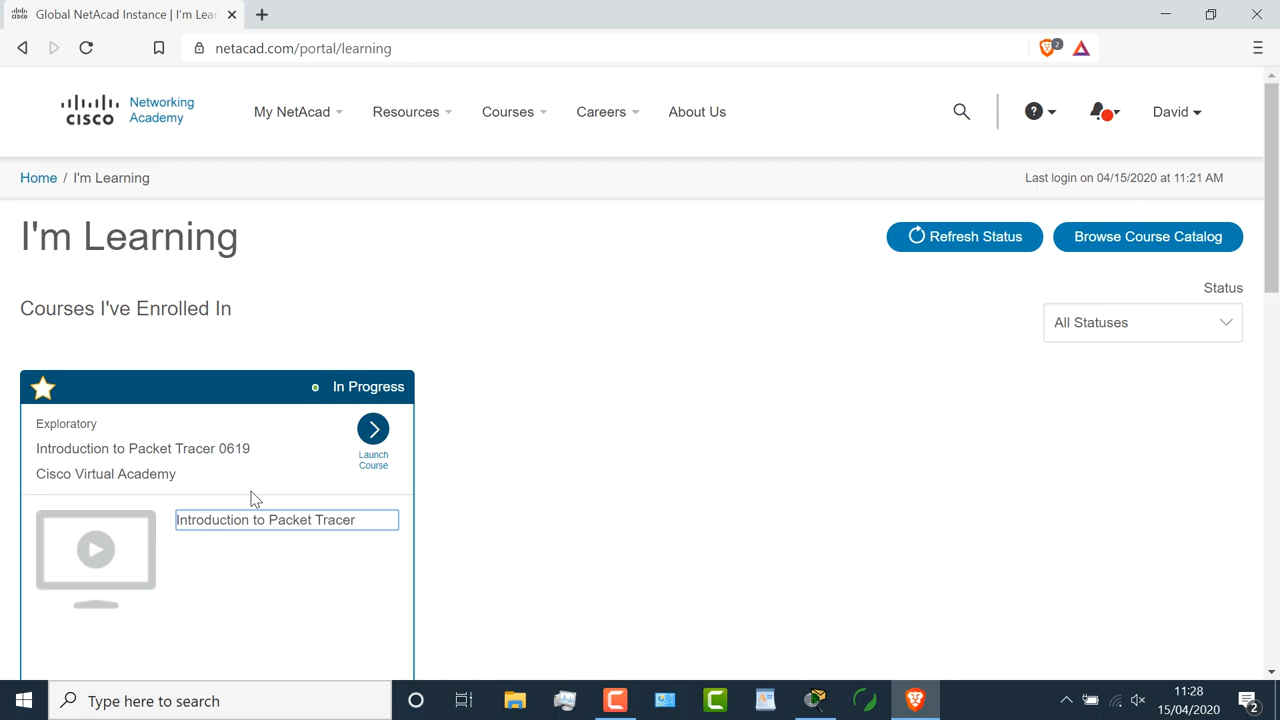 Global NetAcad Instance | I'm Lear
netacad.com/portal/learning
2
CISCO
Networking
Academy
My NetAcad
Resources
Courses
Careers
About Us
?
David
Home / I'm Learning
Last login on 04/15/2020 at 11:21 AM
I'm Learning
Refresh Status
Browse Course Catalog
Courses I've Enrolled In
Status
All Statuses
In Progress
Exploratory
Introduction to Packet Tracer 0619
Cisco Virtual Academy
Launch
Course
Introduction to Packet Tracer
Type here to search
11:28
15/04/2020
2